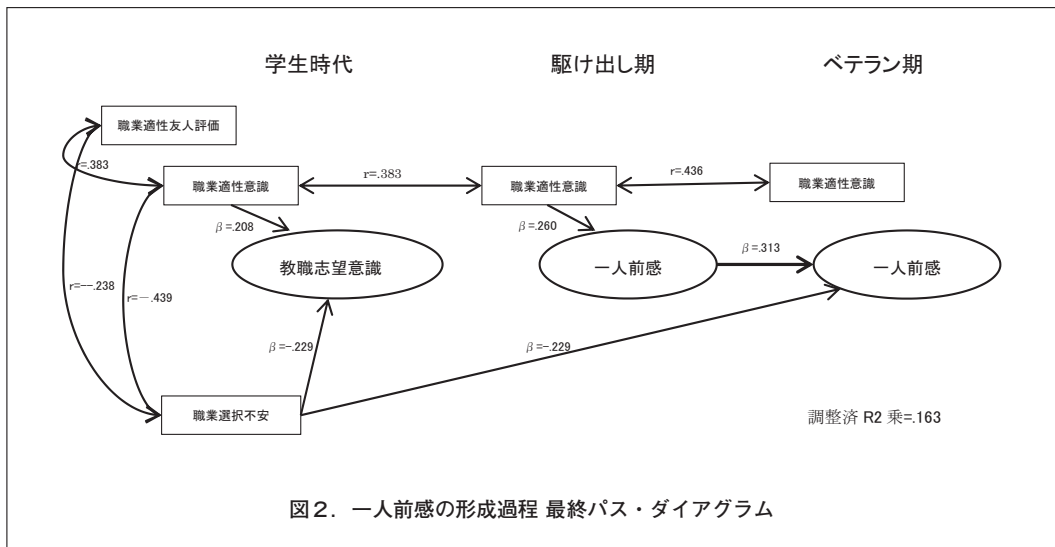 学生時代
駆け出し期
ベテラン期
職業適性友人評価
r=.383
職業適性意識
r=.383
職業適性意識
r=.436
職業適性意識
β=.208
β=.260
教職志望意識
一人前感
β=.313
一人前感
r=--.238
r=－.439
β=-.229
β=-.229
職業選択不安
調整済 R2 乗=.163
図２．一人前感の形成過程 最終パス・ダイアグラム